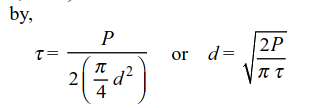 by,
τ = P / 2(π/4 d²) or d = √(2P / π τ)